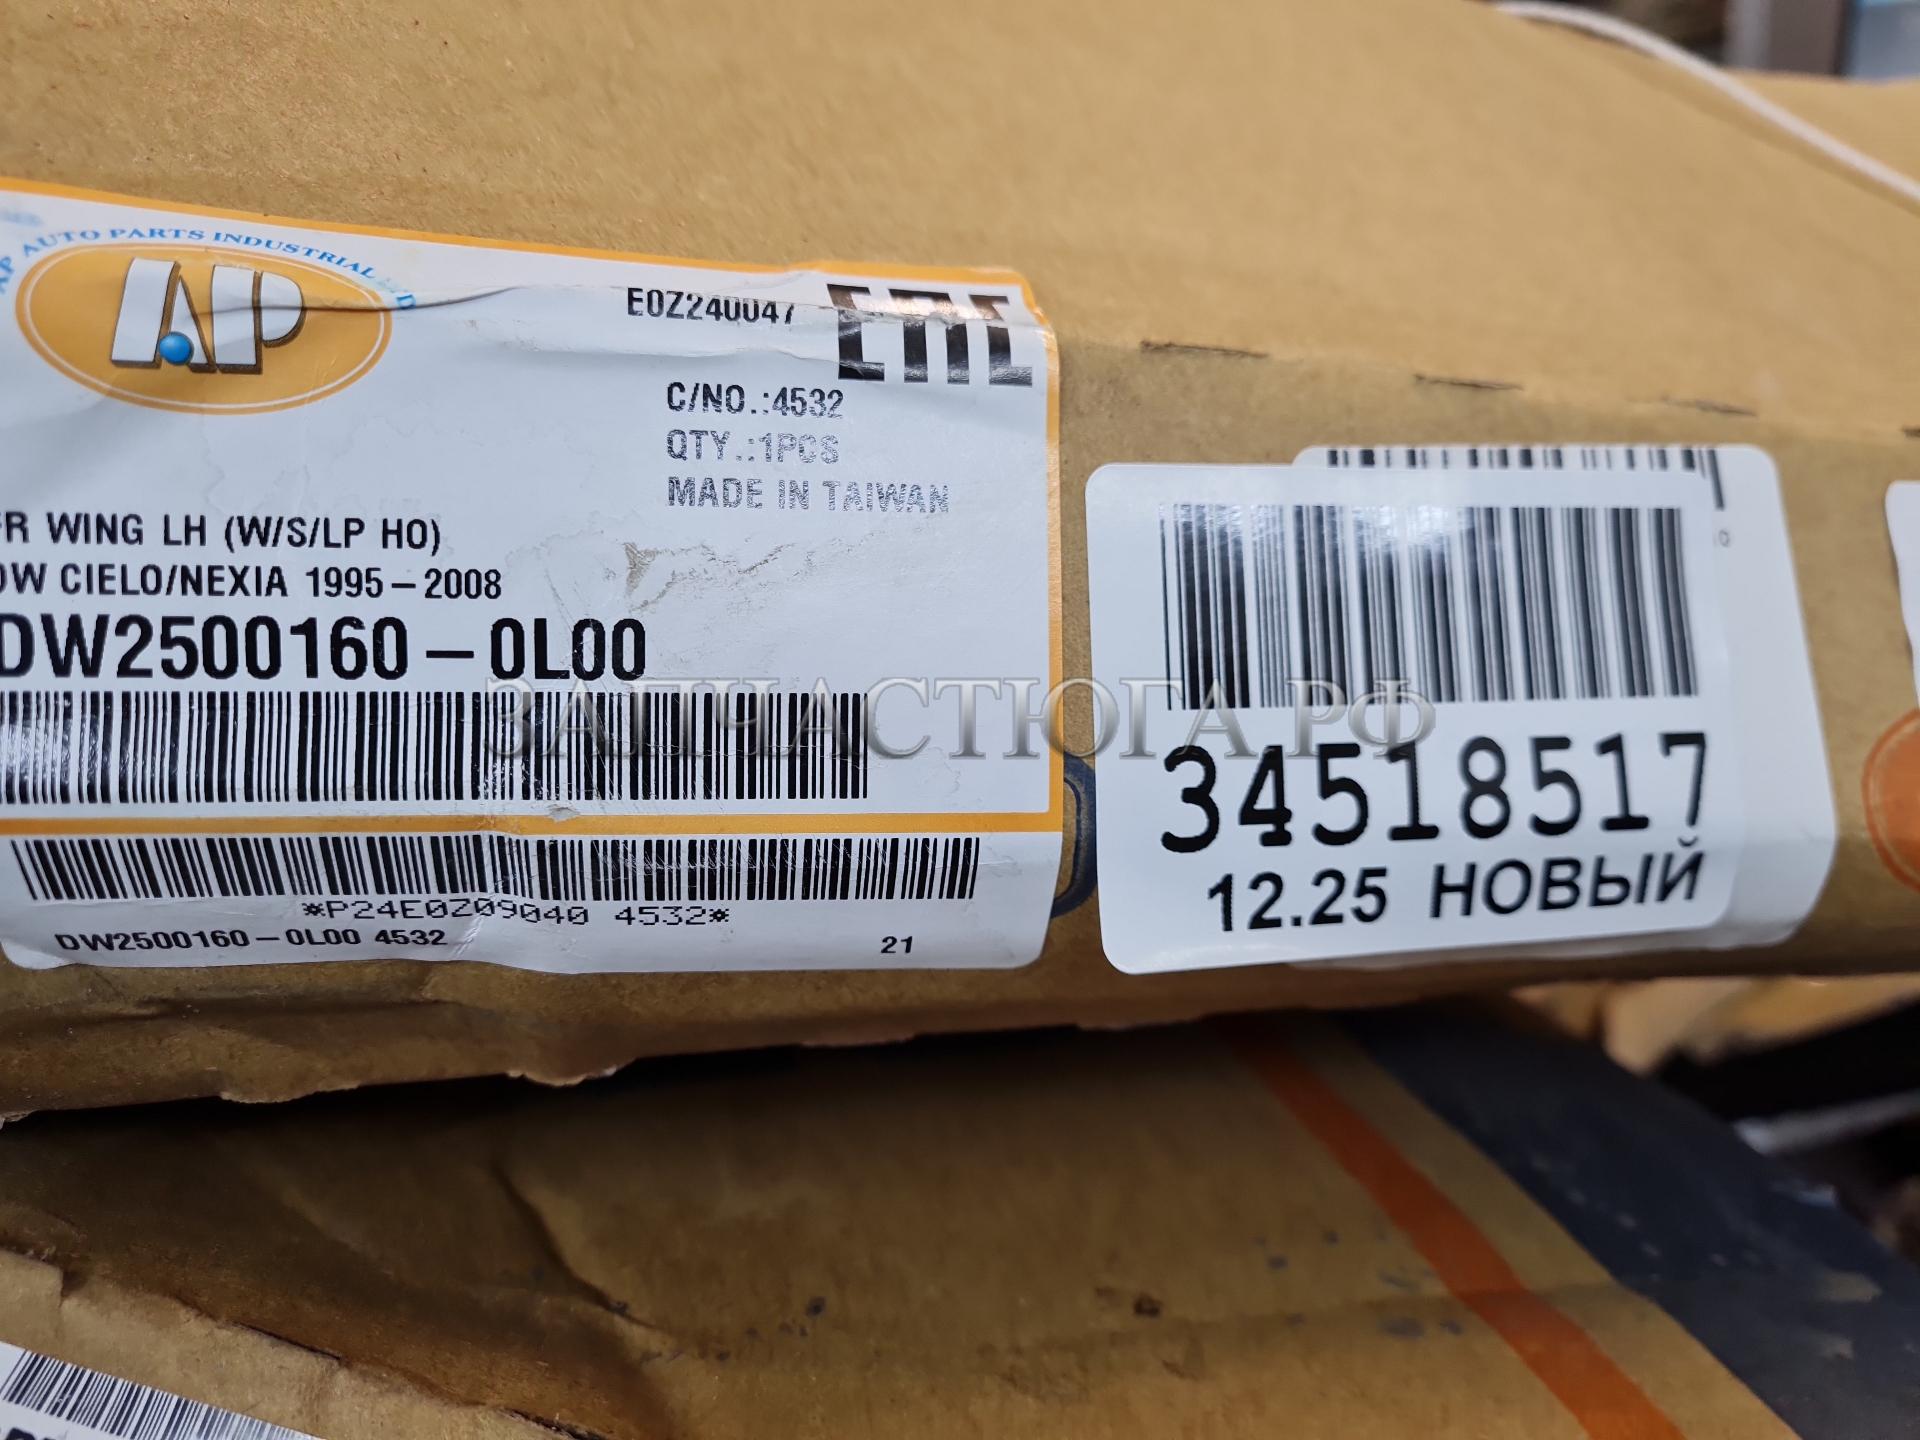 AP AUTO PARTS INDUSTRIAL
AP
E0Z240047
EAC
C/NO.:4532
QTY.:1PCS
MADE IN TAIWAN
FR WING LH (W/S/LP HO)
DW CIELO/NEXIA 1995-2008
DW2500160-0L00
ЗАПЧАСТЮГА.РФ
*P24E0Z09040 4532*
DW2500160-0L00 4532
21
34518517
12.25 НОВЫЙ